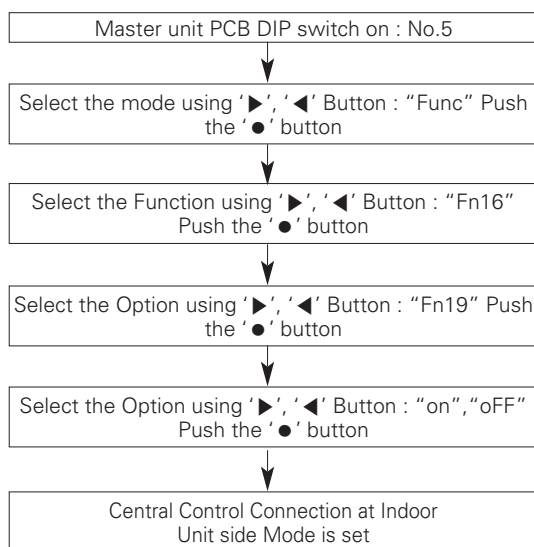 Master unit PCB DIP switch on : No.5
Select the mode using ‘▶’, ‘◀’ Button : “Func” Push
the ‘●’ button
Select the Function using ‘▶’, ‘◀’ Button : “Fn16”
Push the ‘●’ button
Select the Option using ‘▶’, ‘◀’ Button : “Fn19” Push
the ‘●’ button
Select the Option using ‘▶’, ‘◀’ Button : “on”,“oFF”
Push the ‘●’ button
Central Control Connection at Indoor
Unit side Mode is set